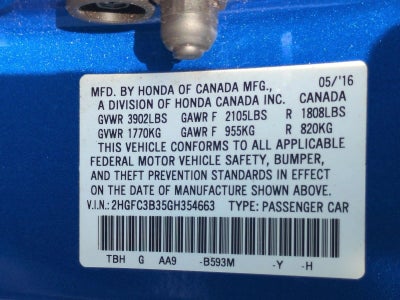 MFD. BY HONDA OF CANADA MFG., 05/'16
A DIVISION OF HONDA CANADA INC. CANADA
GVWR 3902LBS GAWR F 2105LBS R 1808LBS
GVWR 1770KG GAWR F 955KG R 820KG
THIS VEHICLE CONFORMS TO ALL APPLICABLE
FEDERAL MOTOR VEHICLE SAFETY, BUMPER,
AND THEFT PREVENTION STANDARDS IN EFFECT
ON THE DATE OF MANUFACTURE SHOWN ABOVE.
V.I.N.: 2HGFC3B35GH354663 TYPE: PASSENGER CAR
TBH G AA9 -B593M -Y -H